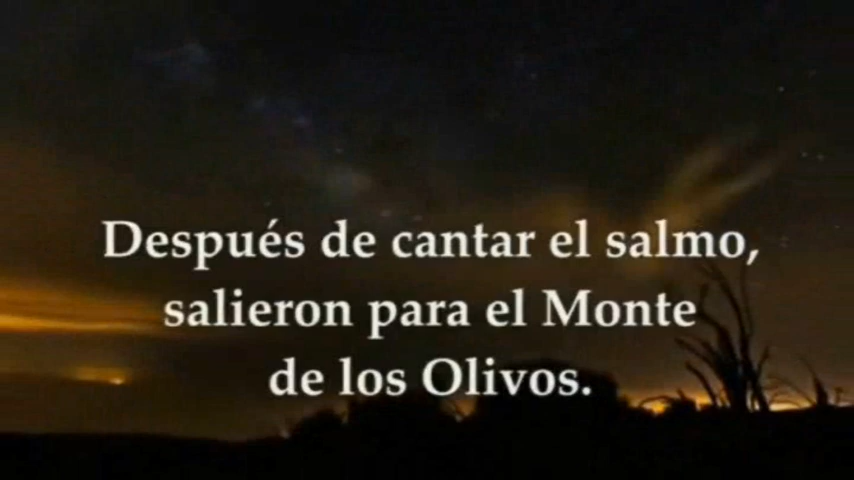 Después de cantar el salmo,
salieron para el Monte
de los Olivos.